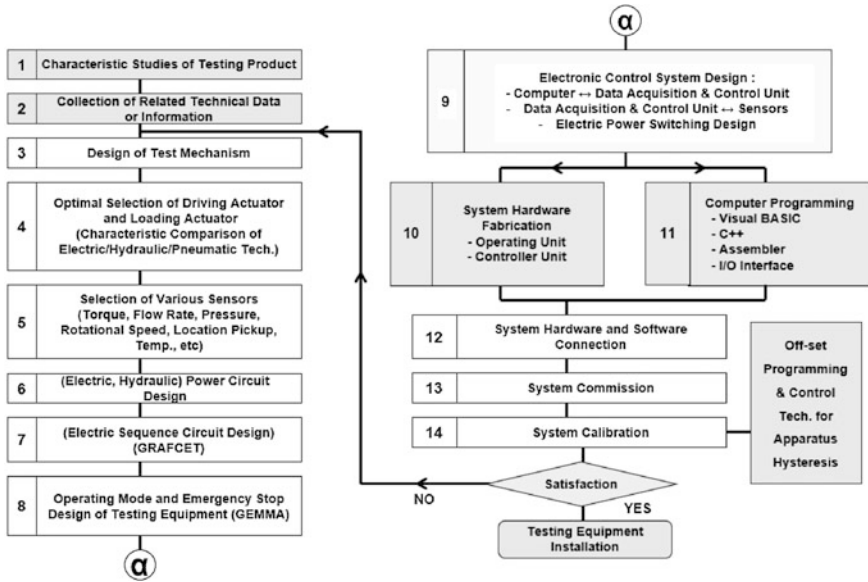 1 Characteristic Studies of Testing Product
2 Collection of Related Technical Data
or Information
3 Design of Test Mechanism
4 Optimal Selection of Driving Actuator
and Loading Actuator
(Characteristic Comparison of
Electric/Hydraulic/Pneumatic Tech.)
5 Selection of Various Sensors
(Torque, Flow Rate, Pressure,
Rotational Speed, Location Pickup,
Temp., etc)
6 (Electric, Hydraulic) Power Circuit
Design
7 (Electric Sequence Circuit Design)
(GRAFCET)
8 Operating Mode and Emergency Stop
Design of Testing Equipment (GEMMA)
α
α
9 Electronic Control System Design :
- Computer ↔ Data Acquisition & Control Unit
- Data Acquisition & Control Unit ↔ Sensors
- Electric Power Switching Design
10 System Hardware
Fabrication
- Operating Unit
- Controller Unit
11 Computer Programming
- Visual BASIC
- C++
- Assembler
- I/O Interface
12 System Hardware and Software
Connection
13 System Commission
14 System Calibration
Off-set
Programming
& Control
Tech. for
Apparatus
Hysteresis
Satisfaction
NO
YES
Testing Equipment
Installation